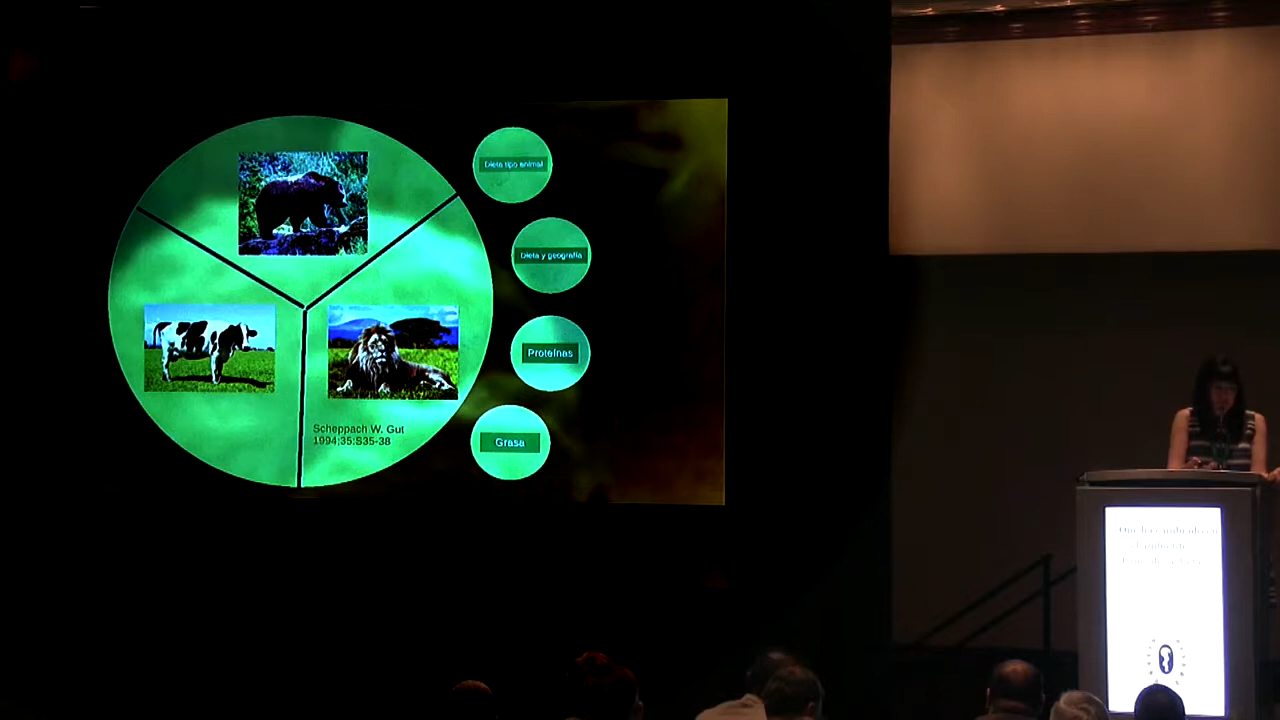 Dieta tipo animal
Dieta y geografía
Proteínas
Grasa
Scheppach W. Gut
1994;35:S35-38